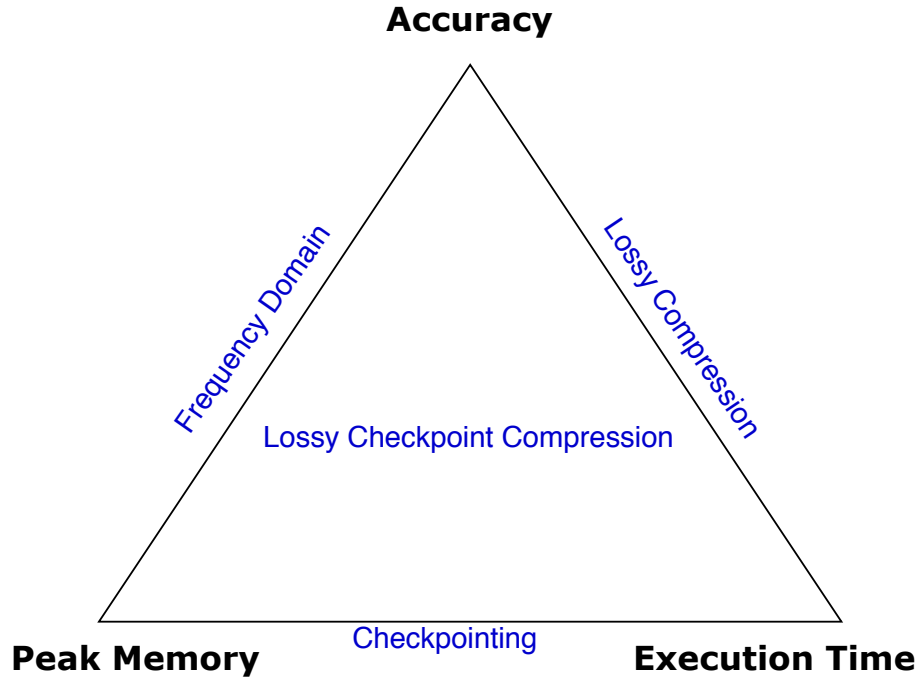 Accuracy
Frequency Domain
Lossy Compression
Lossy Checkpoint Compression
Checkpointing
Peak Memory
Execution Time